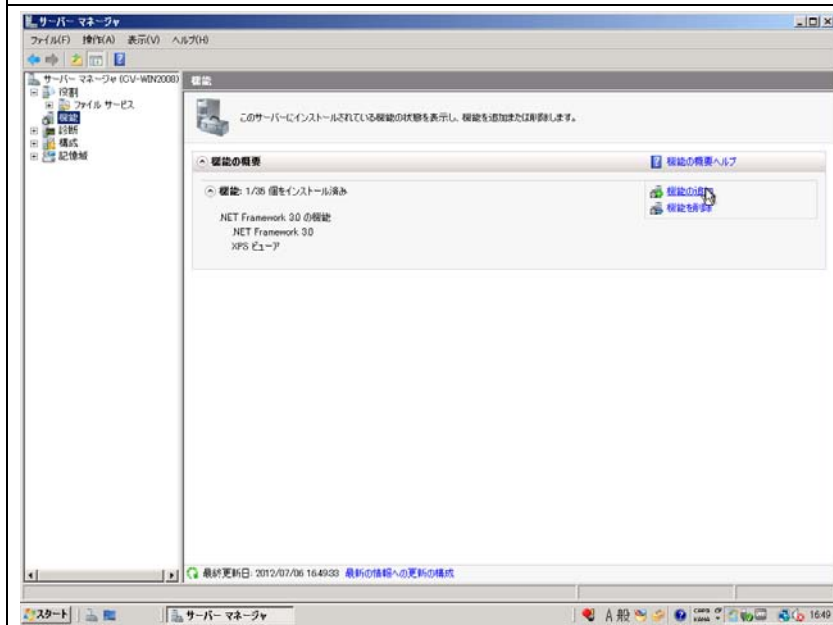 サーバー マネージャ
ファイル(F) 操作(A) 表示(V) ヘルプ(H)
サーバー マネージャ (GV-WIN2008)
役割
ファイル サービス
機能
診断
構成
記憶域
機能
このサーバーにインストールされている機能の状態を表示し、機能を追加または削除します。
機能の概要
機能の概要ヘルプ
機能: 1/35 個をインストール済み
機能の追加
機能を削除
.NET Framework 3.0 の機能
.NET Framework 3.0
XPS ビューア
最終更新日: 2012/07/06 16:49:33 最新の情報への更新の構成
スタート
サーバー マネージャ
A 般
CAPS
KANA
16:49